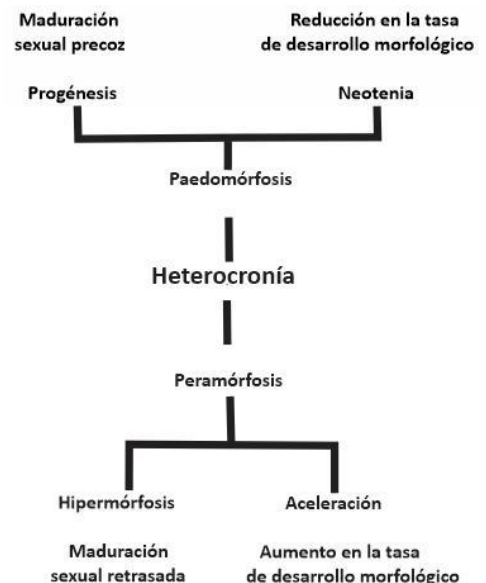 Maduración
sexual precoz
Reducción en la tasa
de desarrollo morfológico
Progénesis
Neotenia
Paedomórfosis
Heterocronía
Peramórfosis
Hipermórfosis
Aceleración
Maduración
sexual retrasada
Aumento en la tasa
de desarrollo morfológico